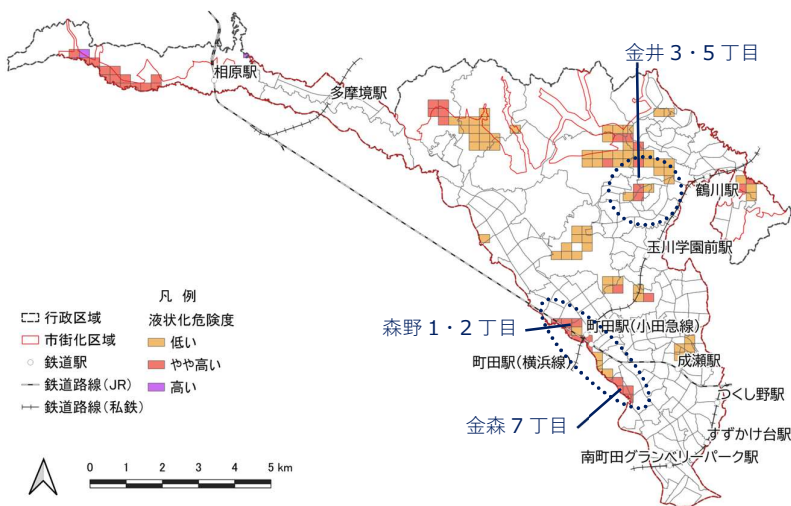 金井3・5丁目
相原駅
多摩境駅
鶴川駅
玉川学園前駅
凡 例
行政区域
市街化区域
鉄道駅
鉄道路線(JR)
鉄道路線(私鉄)
液状化危険度
低い
やや高い
高い
森野1・2丁目
町田駅(小田急線)
町田駅(横浜線)
成瀬駅
つくし野駅
金森7丁目
すずかけ台駅
南町田グランベリーパーク駅
0 1 2 3 4 5 km